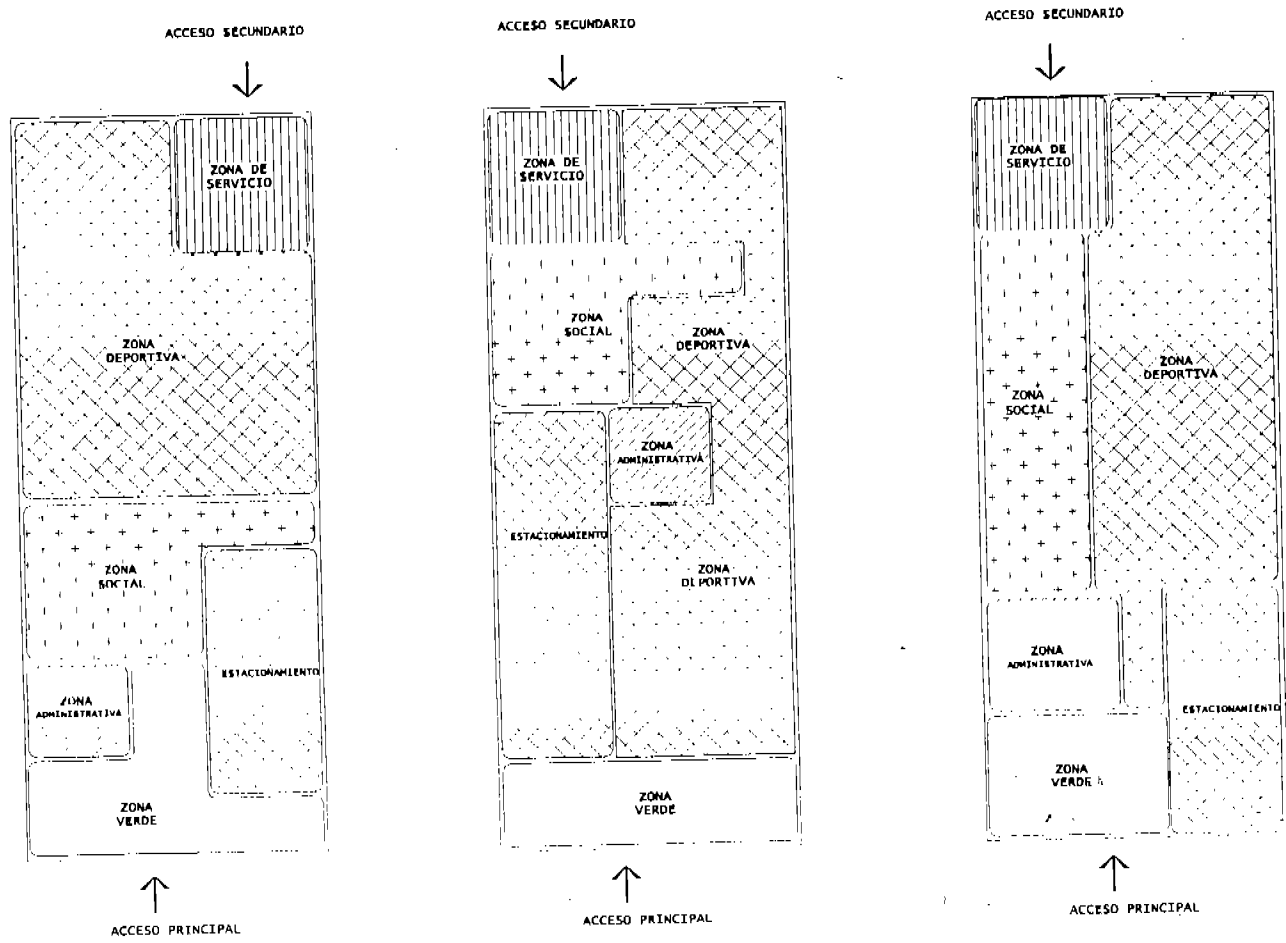 ACCESO SECUNDARIO
ZONA DE
SERVICIO
ZONA
DEPORTIVA
ZONA
SOCIAL
ESTACIONAMIENTO
ZONA
ADMINISTRATIVA
ZONA
VERDE
ACCESO PRINCIPAL
ACCESO SECUNDARIO
ZONA DE
SERVICIO
ZONA
SOCIAL
ZONA
DEPORTIVA
ZONA
ADMINISTRATIVA
ESTACIONAMIENTO
ZONA
DEPORTIVA
ZONA
VERDE
ACCESO PRINCIPAL
ACCESO SECUNDARIO
ZONA DE
SERVICIO
ZONA
DEPORTIVA
ZONA
SOCIAL
ZONA
ADMINISTRATIVA
ESTACIONAMIENTO
ZONA
VERDE
ACCESO PRINCIPAL